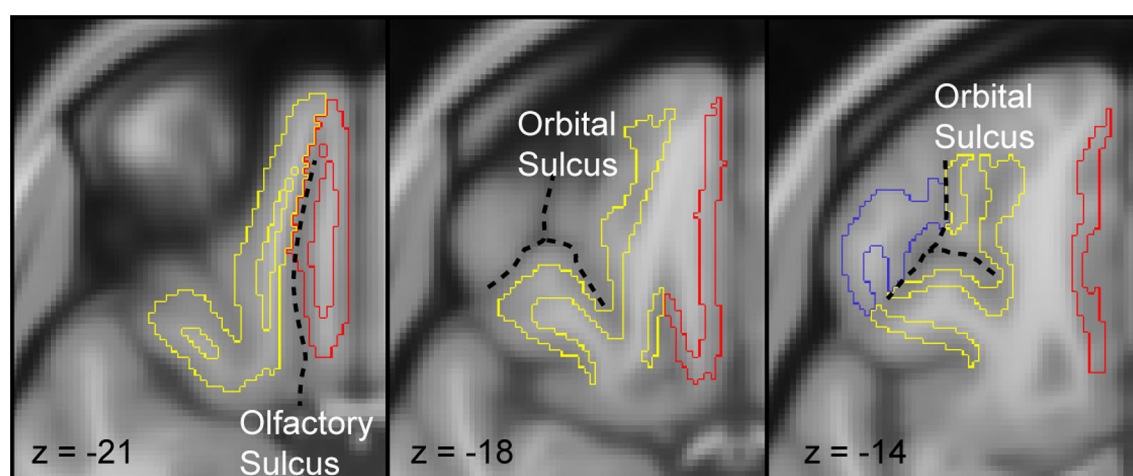 Olfactory
Sulcus
z = -21
Orbital
Sulcus
z = -18
Orbital
Sulcus
z = -14